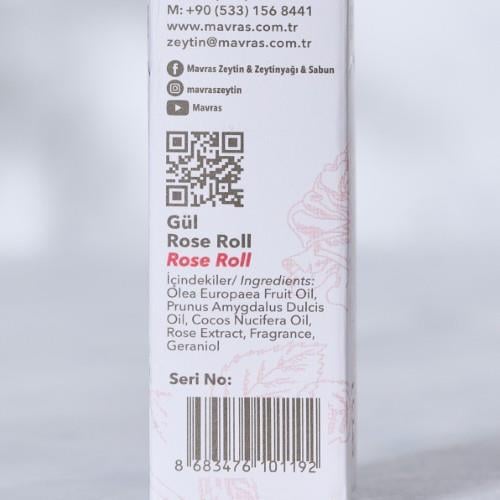 M: +90 (533) 156 8441
www.mavras.com.tr
zeytin@mavras.com.tr
Mavras Zeytin & Zeytinyağı & Sabun
mavraszeytin
Mavras
Gül
Rose Roll
Rose Roll
İçindekiler/ Ingredients:
Olea Europaea Fruit Oil,
Prunus Amygdalus Dulcis
Oil, Cocos Nucifera Oil,
Rose Extract, Fragrance,
Geraniol
Seri No:
8 683476 101192